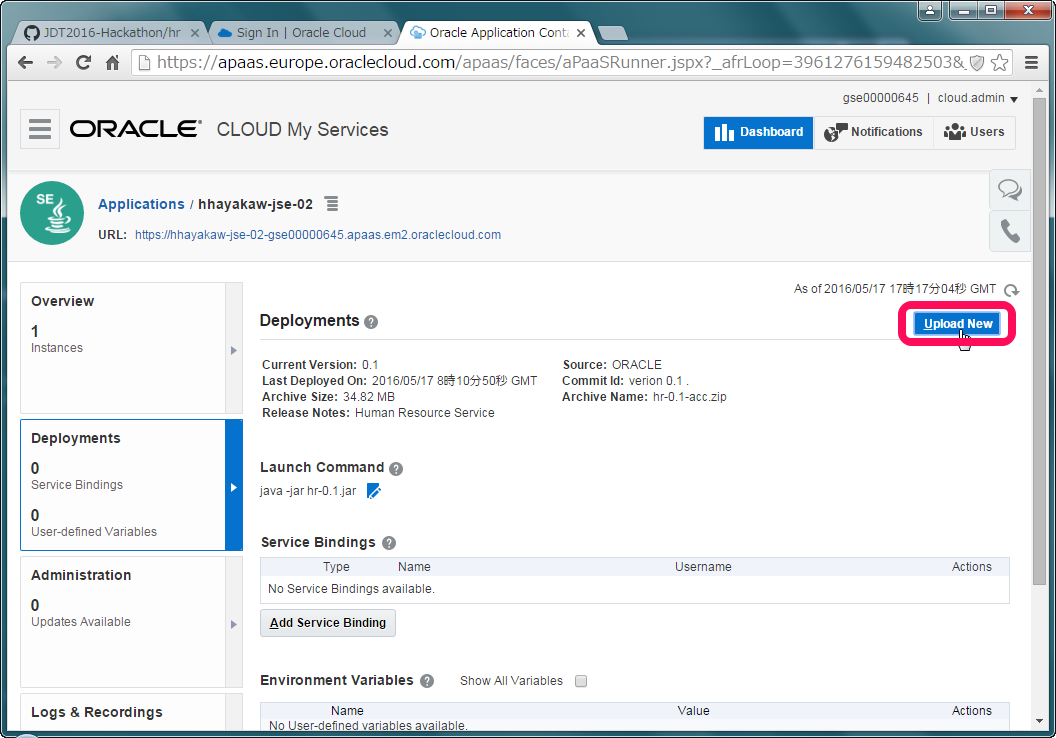 JDT2016-Hackathon/hr
Sign In | Oracle Cloud
Oracle Application Conta
https://apaas.europe.oraclecloud.com/apaas/faces/aPaaSRunner.jspx?_afrLoop=3961276159482503&_
gse00000645 | cloud.admin
ORACLE® CLOUD My Services
Dashboard
Notifications
Users
SE
Applications / hhayakaw-jse-02
URL: https://hhayakaw-jse-02-gse00000645.apaas.em2.oraclecloud.com
As of 2016/05/17 17時17分04秒 GMT
Overview
1
Instances
Deployments
0
Service Bindings
0
User-defined Variables
Administration
0
Updates Available
Logs & Recordings
Deployments ?
Upload New
Current Version: 0.1
Last Deployed On: 2016/05/17 8時10分50秒 GMT
Archive Size: 34.82 MB
Release Notes: Human Resource Service
Source: ORACLE
Commit Id: verion 0.1 .
Archive Name: hr-0.1-acc.zip
Launch Command ?
java -jar hr-0.1.jar
Service Bindings ?
Type Name Username Actions
No Service Bindings available.
Add Service Binding
Environment Variables ? Show All Variables
Name Value Actions
No User-defined variables available.